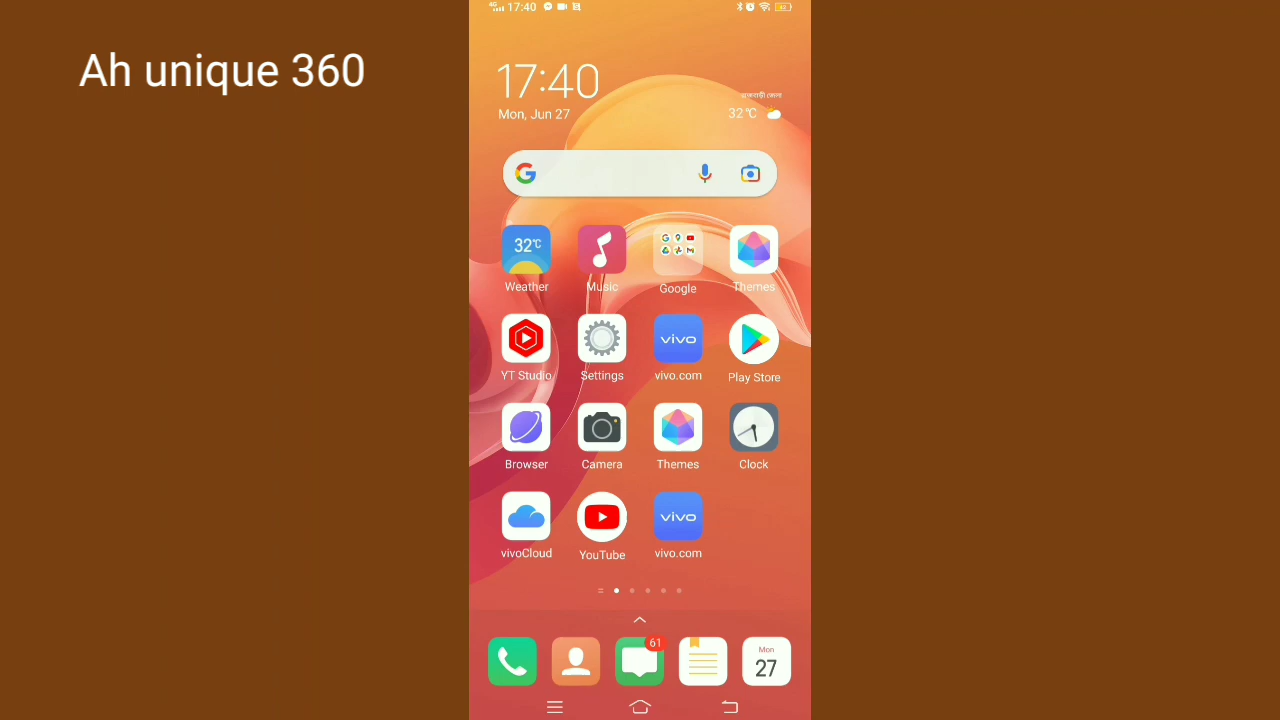 Ah unique 360
4G 17:40
17:40
Mon, Jun 27
32°C
32°C
Weather
Music
Google
Themes
YT Studio
Settings
vivo
vivo.com
Play Store
Browser
Camera
Themes
Clock
vivoCloud
YouTube
vivo
vivo.com
61
Mon
27